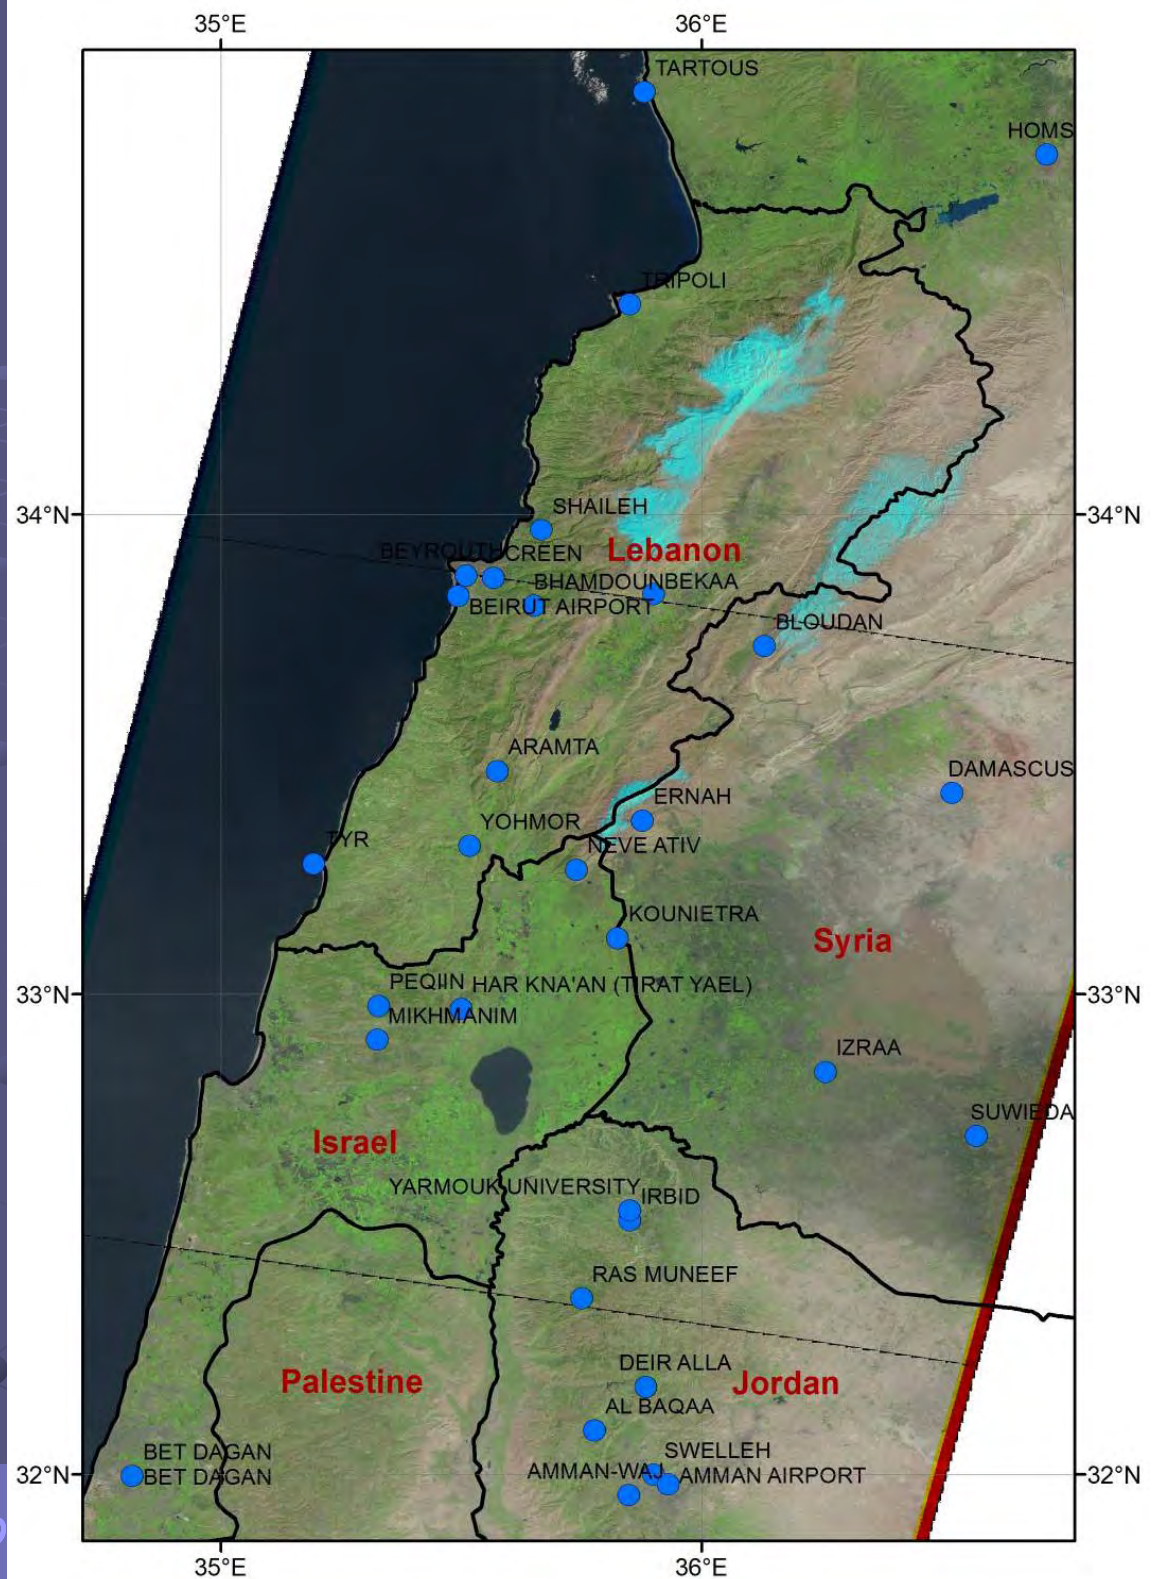 35°E
36°E
TARTOUS
HOMS
TRIPOLI
34°N
34°N
SHAILEH
Lebanon
BEYROUTH
CREEN
BHAMDOUN
BEKAA
BEIRUT AIRPORT
BLOUDAN
ARAMTA
DAMASCUS
ERNAH
YOHMOR
TYR
NEVE ATIV
KOUNIETRA
Syria
PEQIIN
HAR KNA'AN (TIRAT YAEL)
33°N
33°N
MIKHMANIM
IZRAA
SUWIEDA
Israel
YARMOUK UNIVERSITY
IRBID
RAS MUNEEF
DEIR ALLA
Palestine
Jordan
AL BAQAA
BET DAGAN
SWELLEH
32°N
BET DAGAN
AMMAN-WAJ
AMMAN AIRPORT
32°N
35°E
36°E